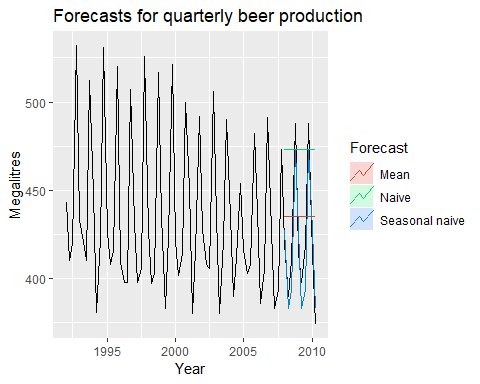 Forecasts for quarterly beer production
500
450
400
Megalitres
1995
2000
2005
2010
Year
Forecast
Mean
Naive
Seasonal naive